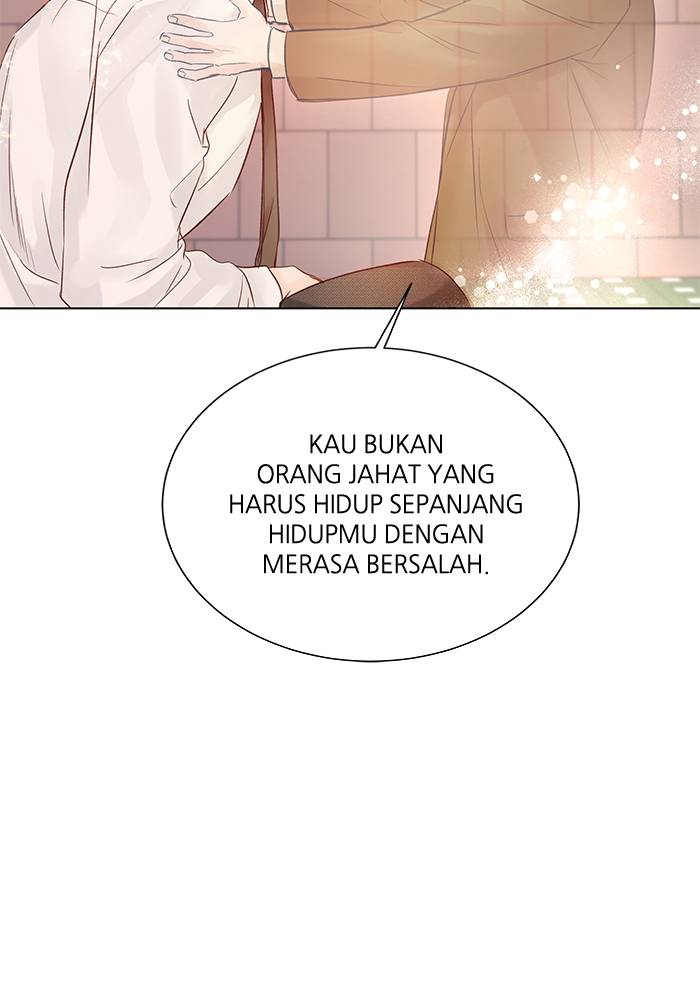 KAU BUKAN
ORANG JAHAT YANG
HARUS HIDUP SEPANJANG
HIDUPMU DENGAN
MERASA BERSALAH.